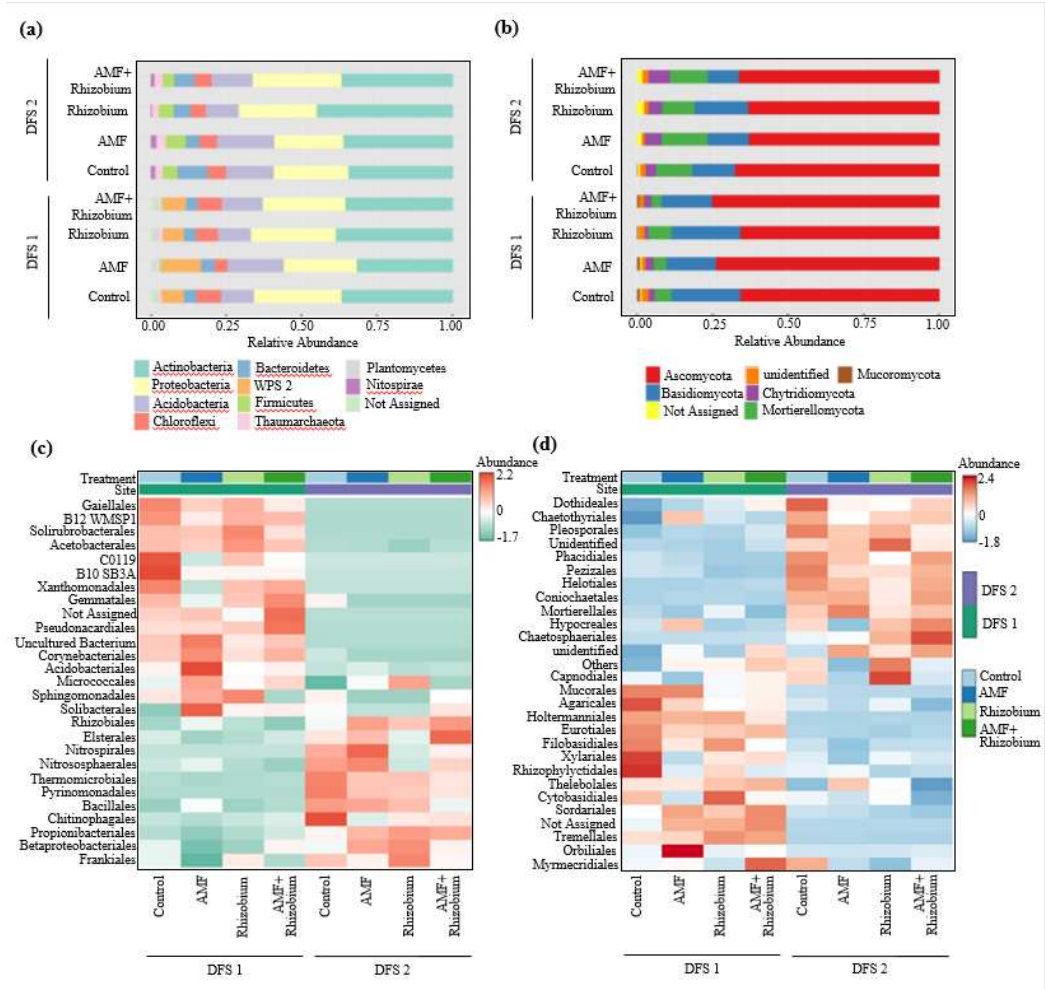 (a)
DFS 2
AMF+
Rhizobium
Rhizobium
AMF
Control
DFS 1
AMF+
Rhizobium
Rhizobium
AMF
Control
0.00 0.25 0.50 0.75 1.00
Relative Abundance
Actinobacteria
Proteobacteria
Acidobacteria
Chloroflexi
Bacteroidetes
WPS 2
Firmicutes
Thaumarchaeota
Plantomycetes
Nitospirae
Not Assigned
(b)
DFS 2
AMF+
Rhizobium
Rhizobium
AMF
Control
DFS 1
AMF+
Rhizobium
Rhizobium
AMF
Control
0.00 0.25 0.50 0.75 1.00
Relative Abundance
Ascomycota
Basidiomycota
Not Assigned
unidentified
Chytridiomycota
Mortierellomycota
Mucoromycota
(c)
Treatment
Site
Gaiellales
B12 WMSP1
Solirubrobacterales
Acetobacterales
C0119
B10 SB3A
Xanthomonadales
Gemmatales
Not Assigned
Pseudonacardiales
Uncultured Bacterium
Corynebacteriales
Acidobacteriales
Micrococcales
Sphingomonadales
Solibacterales
Rhizobiales
Elsterales
Nitrospirales
Nitrososphaerales
Thermomicrobiales
Pyrinomonadales
Bacillales
Chitinophagales
Propionibacteriales
Betaproteobacteriales
Frankiales
Control
AMF
Rhizobium
AMF+
Rhizobium
Control
AMF
Rhizobium
AMF+
Rhizobium
DFS 1
DFS 2
Abundance
2.2
0
-1.7
(d)
Treatment
Site
Dothideales
Chaetothyriales
Pleosporales
Unidentified
Phacidiales
Pezizales
Helotiales
Coniochaetales
Mortierellales
Hypocreales
Chaetosphaeriales
unidentified
Others
Capnodiales
Mucorales
Agaricales
Holtermanniales
Eurotiales
Filobasidiales
Xylariales
Rhizophylyctidales
Thelebolales
Cytobasidiales
Sordariales
Not Assigned
Tremellales
Orbiliales
Myrmecridiales
Control
AMF
Rhizobium
AMF+
Rhizobium
Control
AMF
Rhizobium
AMF+
Rhizobium
DFS 1
DFS 2
Abundance
2.4
0
-1.8
DFS 2
DFS 1
Control
AMF
Rhizobium
AMF+
Rhizobium